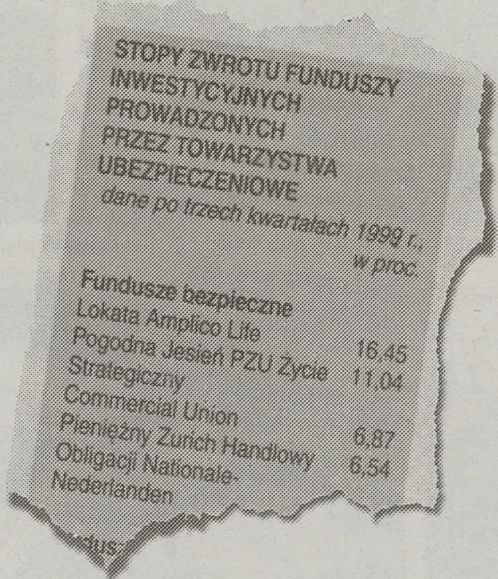 STOPY ZWROTU FUNDUSZY
INWESTYCYJNYCH
PROWADZONYCH
PRZEZ TOWARZYSTWA
UBEZPIECZENIOWE
dane po trzech kwartałach 1999 r.,
w proc.
Fundusze bezpieczne
Lokata Amplico Life 16,45
Pogodna Jesień PZU Życie 11,04
Strategiczny
Commercial Union 6,87
Pieniężny Zurich Handlowy 6,54
Obligacji Nationale-
Nederlanden